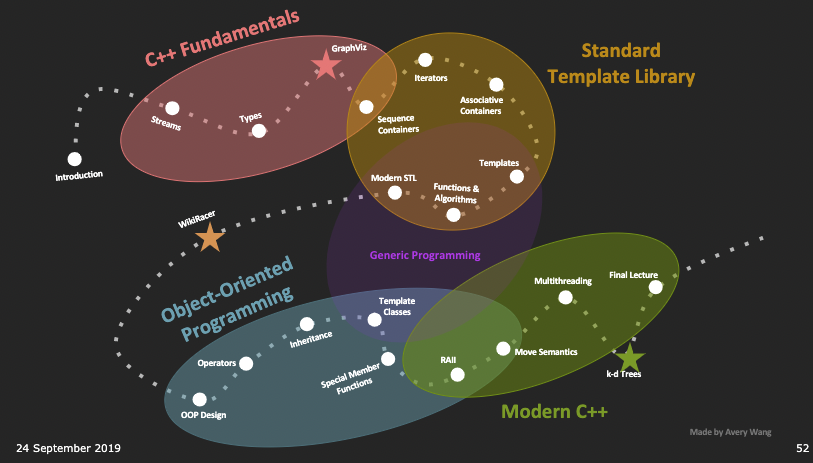 C++ Fundamentals
GraphViz
Standard
Template Library
Iterators
Associative
Containers
Streams
Types
Sequence
Containers
Introduction
Templates
Modern STL
Functions &
Algorithms
WikiRacer
Generic Programming
Object-Oriented
Programming
Multithreading
Final Lecture
Template
Classes
Inheritance
Operators
Special Member
Functions
RAII
Move Semantics
k-d Trees
OOP Design
Modern C++
Made by Avery Wang
24 September 2019
52